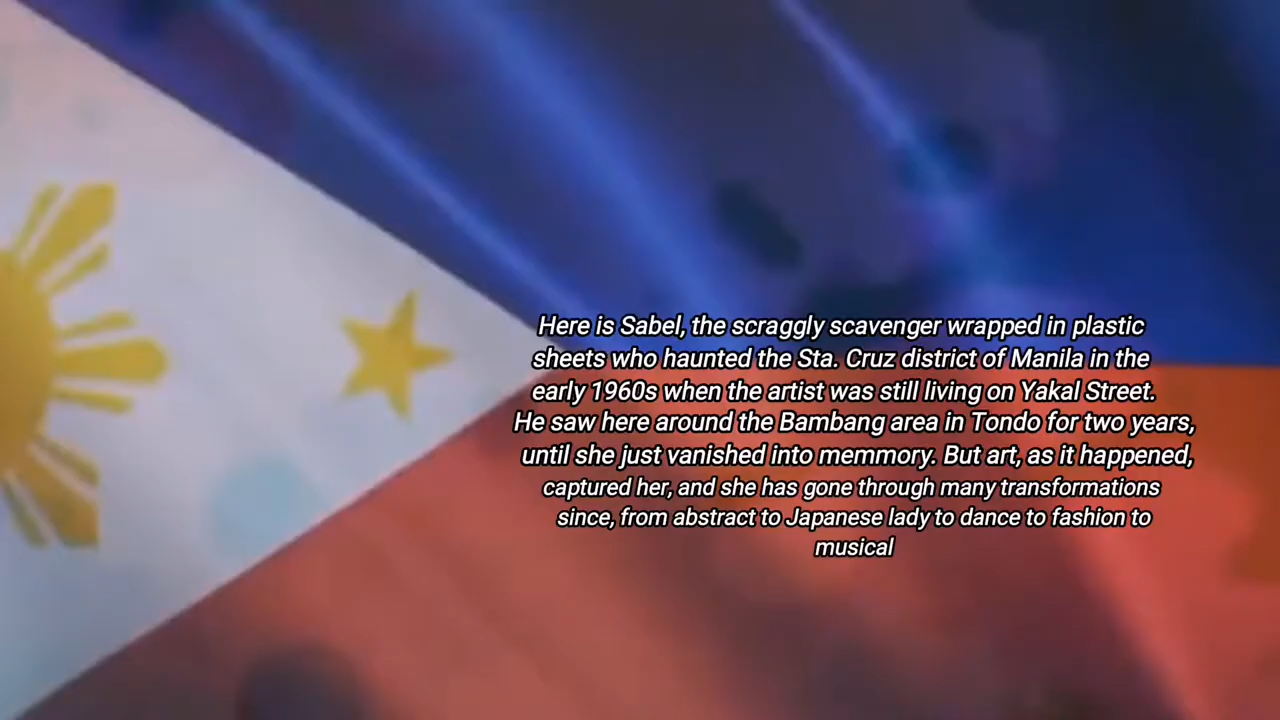 Here is Sabel, the scraggly scavenger wrapped in plastic
sheets who haunted the Sta. Cruz district of Manila in the
early 1960s when the artist was still living on Yakal Street.
He saw here around the Bambang area in Tondo for two years,
until she just vanished into memmory. But art, as it happened,
captured her, and she has gone through many transformations
since, from abstract to Japanese lady to dance to fashion to
musical